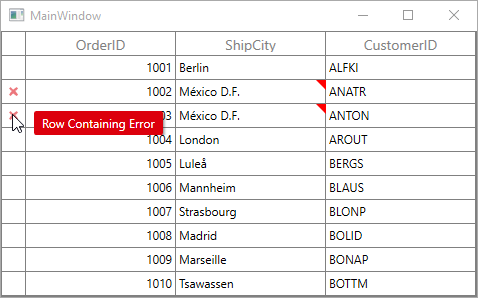 MainWindow
OrderID ShipCity CustomerID
1001 Berlin ALFKI
1002 México D.F. ANATR
3 México D.F. ANTON
Row Containing Error
1004 London AROUT
1005 Luleå BERGS
1006 Mannheim BLAUS
1007 Strasbourg BLONP
1008 Madrid BOLID
1009 Marseille BONAP
1010 Tsawassen BOTTM